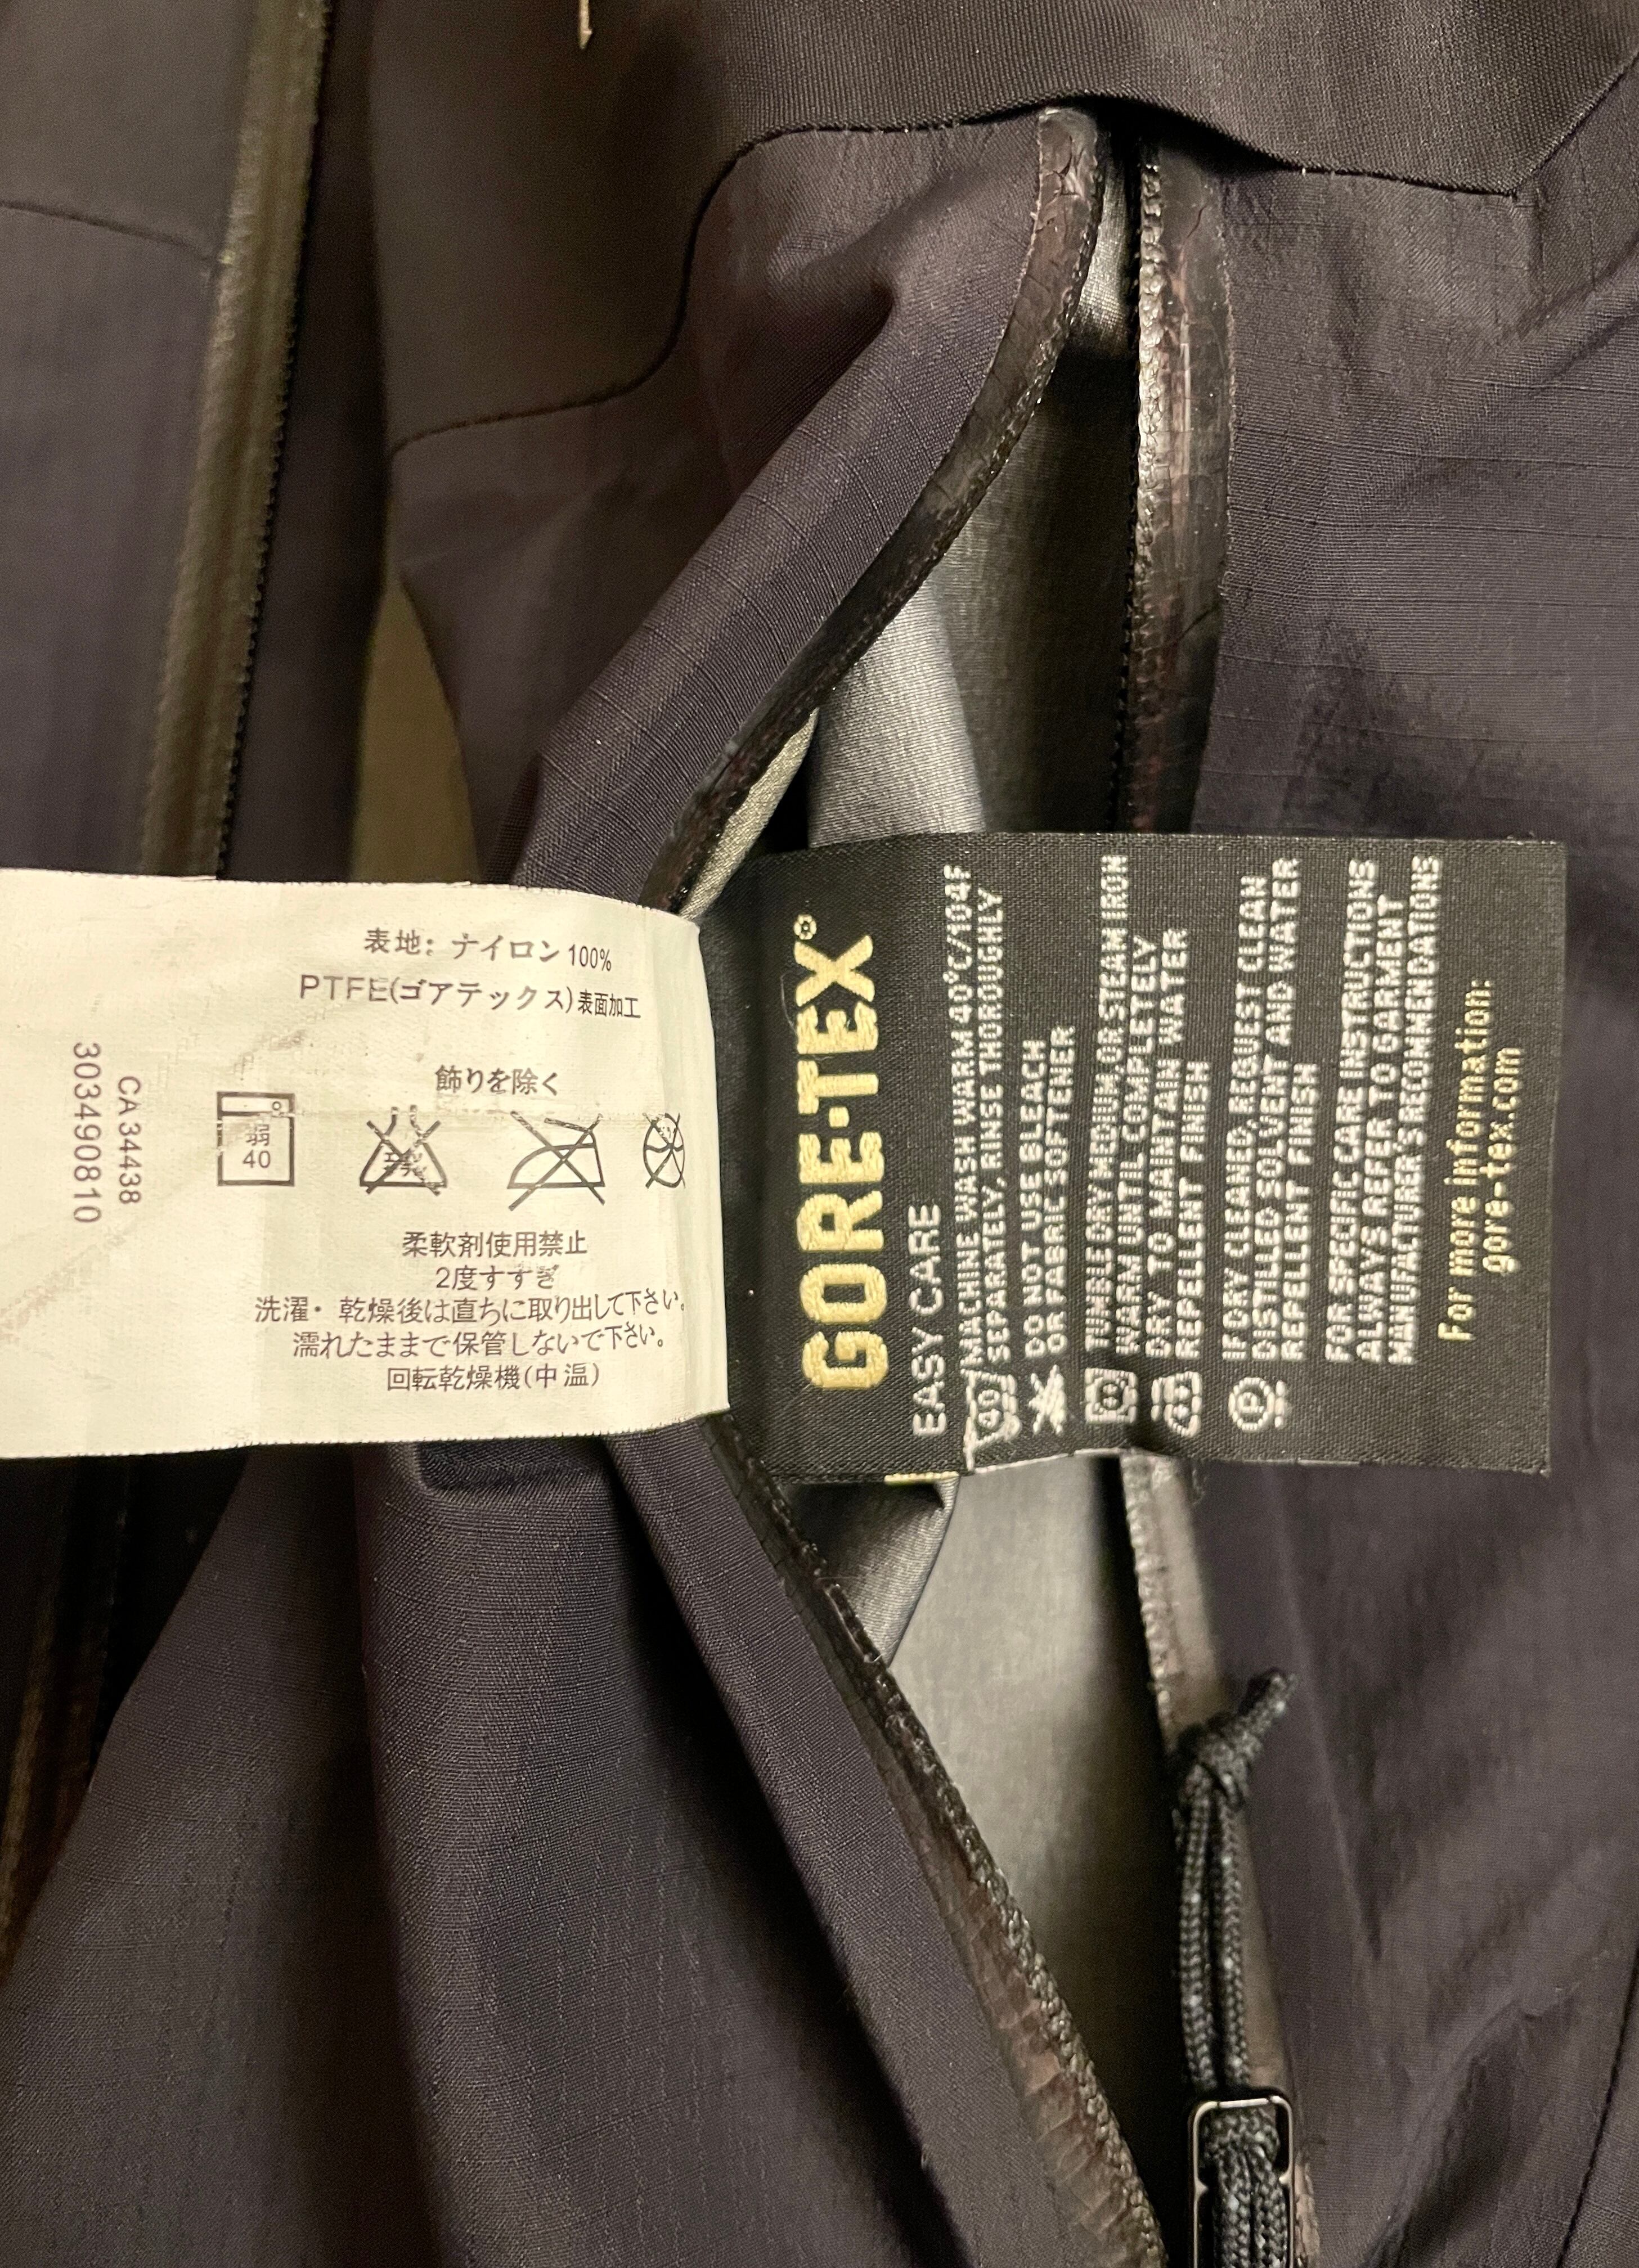 表地: ナイロン 100%
PTFE(ゴアテックス)表面加工
飾りを除く
弱
40
柔軟剤使用禁止
2度すすぎ
洗濯・乾燥後は直ちに取り出して下さい。
濡れたままで保管しないで下さい。
回転乾燥機(中温)
CA34438
3034908​10
GORE-TEX®
EASY CARE
40
MACHINE WASH WARM 40°C/104F
SEPARATELY, RINSE THOROUGHLY
DO NOT USE BLEACH
OR FABRIC SOFTENER
TUMBLE DRY MEDIUM OR STEAM IRON
WARM UNTIL COMPLETELY
DRY TO MAINTAIN WATER
REPELLENT FINISH
P
IF DRY CLEANED, REQUEST CLEAN
DISTILLED SOLVENT AND WATER
REPELLENT FINISH
FOR SPECIFIC CARE INSTRUCTIONS
ALWAYS REFER TO GARMENT
MANUFACTURER'S RECOMMENDATIONS
For more information:
gore-tex.com